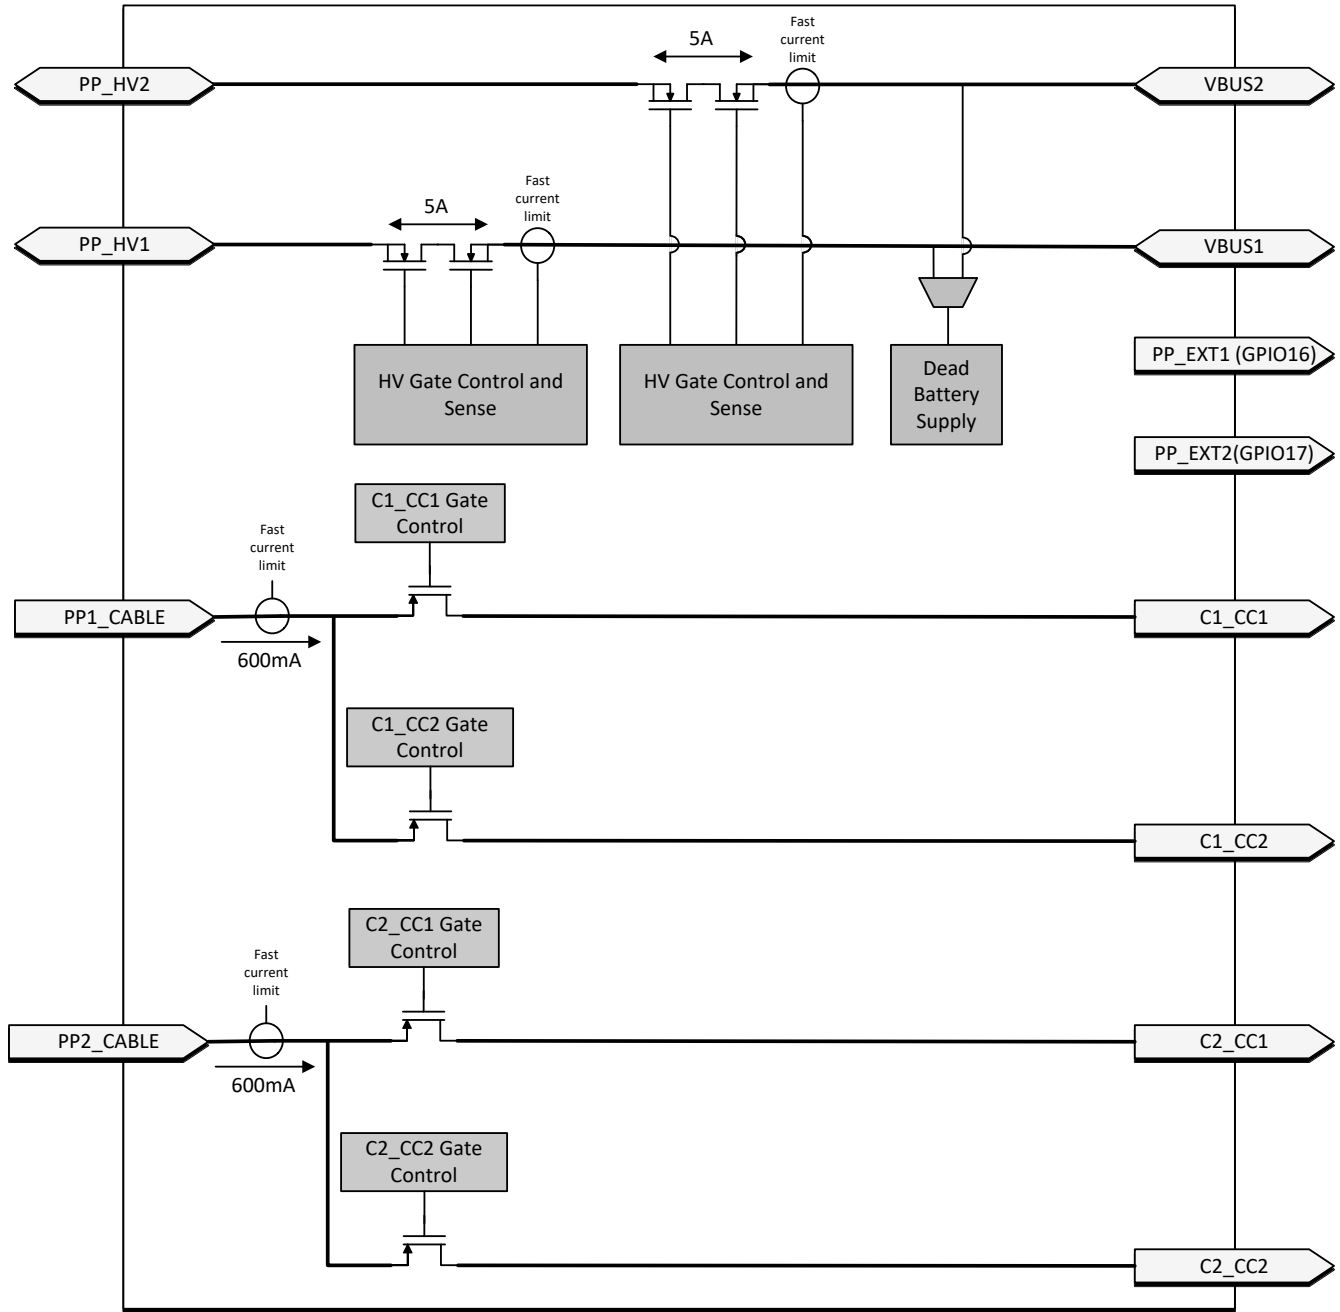 Fast
current
limit
5A
PP_HV2
VBUS2
Fast
current
limit
5A
PP_HV1
VBUS1
PP_EXT1 (GPIO16)
HV Gate Control and
Sense
HV Gate Control and
Sense
Dead
Battery
Supply
PP_EXT2(GPIO17)
C1_CC1 Gate
Control
Fast
current
limit
PP1_CABLE
C1_CC1
600mA
C1_CC2 Gate
Control
C1_CC2
C2_CC1 Gate
Control
Fast
current
limit
PP2_CABLE
C2_CC1
600mA
C2_CC2 Gate
Control
C2_CC2